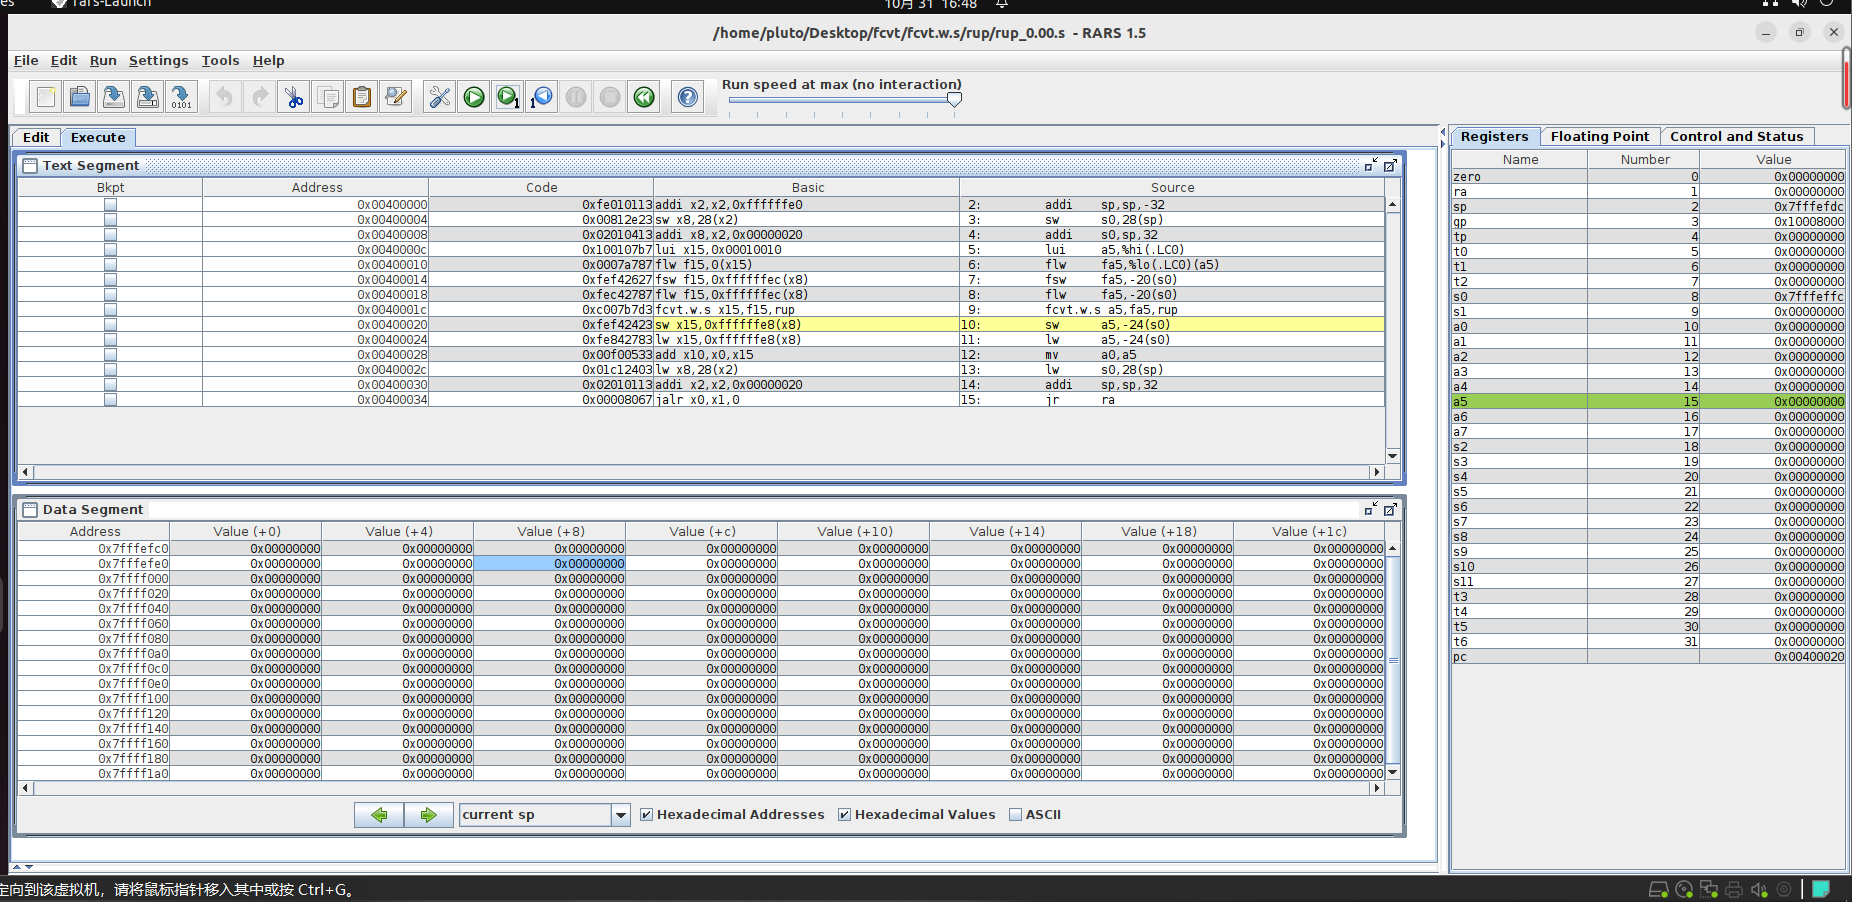 es rars-Launch 10月 31 16:48
/home/pluto/Desktop/fcvt/fcvt.w.s/rup/rup_0.00.s - RARS 1.5
File Edit Run Settings Tools Help
Run speed at max (no interaction)
Edit Execute
Text Segment
Bkpt Address Code Basic Source
0x00400000 0xfe010113 addi x2,x2,0xffffffe0 2: addi sp,sp,-32
0x00400004 0x00812e23 sw x8,28(x2) 3: sw s0,28(sp)
0x00400008 0x02010413 addi x8,x2,0x00000020 4: addi s0,sp,32
0x0040000c 0x100107b7 lui x15,0x00010010 5: lui a5,%hi(.LC0)
0x00400010 0x0007a787 flw f15,0(x15) 6: flw fa5,%lo(.LC0)(a5)
0x00400014 0xfef42627 fsw f15,0xffffffec(x8) 7: fsw fa5,-20(s0)
0x00400018 0xfec42787 flw f15,0xffffffec(x8) 8: flw fa5,-20(s0)
0x0040001c 0xc007b7d3 fcvt.w.s x15,f15,rup 9: fcvt.w.s a5,fa5,rup
0x00400020 0xfef42423 sw x15,0xffffffe8(x8) 10: sw a5,-24(s0)
0x00400024 0xfe842783 lw x15,0xffffffe8(x8) 11: lw a5,-24(s0)
0x00400028 0x00f00533 add x10,x0,x15 12: mv a0,a5
0x0040002c 0x01c12403 lw x8,28(x2) 13: lw s0,28(sp)
0x00400030 0x02010113 addi x2,x2,0x00000020 14: addi sp,sp,32
0x00400034 0x00008067 jalr x0,x1,0 15: jr ra
Data Segment
Address Value (+0) Value (+4) Value (+8) Value (+c) Value (+10) Value (+14) Value (+18) Value (+1c)
0x7fffefc0 0x00000000 0x00000000 0x00000000 0x00000000 0x00000000 0x00000000 0x00000000 0x00000000
0x7fffefe0 0x00000000 0x00000000 0x00000000 0x00000000 0x00000000 0x00000000 0x00000000 0x00000000
0x7ffff000 0x00000000 0x00000000 0x00000000 0x00000000 0x00000000 0x00000000 0x00000000 0x00000000
0x7ffff020 0x00000000 0x00000000 0x00000000 0x00000000 0x00000000 0x00000000 0x00000000 0x00000000
0x7ffff040 0x00000000 0x00000000 0x00000000 0x00000000 0x00000000 0x00000000 0x00000000 0x00000000
0x7ffff060 0x00000000 0x00000000 0x00000000 0x00000000 0x00000000 0x00000000 0x00000000 0x00000000
0x7ffff080 0x00000000 0x00000000 0x00000000 0x00000000 0x00000000 0x00000000 0x00000000 0x00000000
0x7ffff0a0 0x00000000 0x00000000 0x00000000 0x00000000 0x00000000 0x00000000 0x00000000 0x00000000
0x7ffff0c0 0x00000000 0x00000000 0x00000000 0x00000000 0x00000000 0x00000000 0x00000000 0x00000000
0x7ffff0e0 0x00000000 0x00000000 0x00000000 0x00000000 0x00000000 0x00000000 0x00000000 0x00000000
0x7ffff100 0x00000000 0x00000000 0x00000000 0x00000000 0x00000000 0x00000000 0x00000000 0x00000000
0x7ffff120 0x00000000 0x00000000 0x00000000 0x00000000 0x00000000 0x00000000 0x00000000 0x00000000
0x7ffff140 0x00000000 0x00000000 0x00000000 0x00000000 0x00000000 0x00000000 0x00000000 0x00000000
0x7ffff160 0x00000000 0x00000000 0x00000000 0x00000000 0x00000000 0x00000000 0x00000000 0x00000000
0x7ffff180 0x00000000 0x00000000 0x00000000 0x00000000 0x00000000 0x00000000 0x00000000 0x00000000
0x7ffff1a0 0x00000000 0x00000000 0x00000000 0x00000000 0x00000000 0x00000000 0x00000000 0x00000000
current sp Hexadecimal Addresses Hexadecimal Values ASCII
Registers Floating Point Control and Status
Name Number Value
zero 0 0x00000000
ra 1 0x00000000
sp 2 0x7fffefdc
gp 3 0x10008000
tp 4 0x00000000
t0 5 0x00000000
t1 6 0x00000000
t2 7 0x00000000
s0 8 0x7fffeffc
s1 9 0x00000000
a0 10 0x00000000
a1 11 0x00000000
a2 12 0x00000000
a3 13 0x00000000
a4 14 0x00000000
a5 15 0x00000000
a6 16 0x00000000
a7 17 0x00000000
s2 18 0x00000000
s3 19 0x00000000
s4 20 0x00000000
s5 21 0x00000000
s6 22 0x00000000
s7 23 0x00000000
s8 24 0x00000000
s9 25 0x00000000
s10 26 0x00000000
s11 27 0x00000000
t3 28 0x00000000
t4 29 0x00000000
t5 30 0x00000000
t6 31 0x00000000
pc 0x00400020
定向到该虚拟机，请将鼠标指针移入其中或按 Ctrl+G。